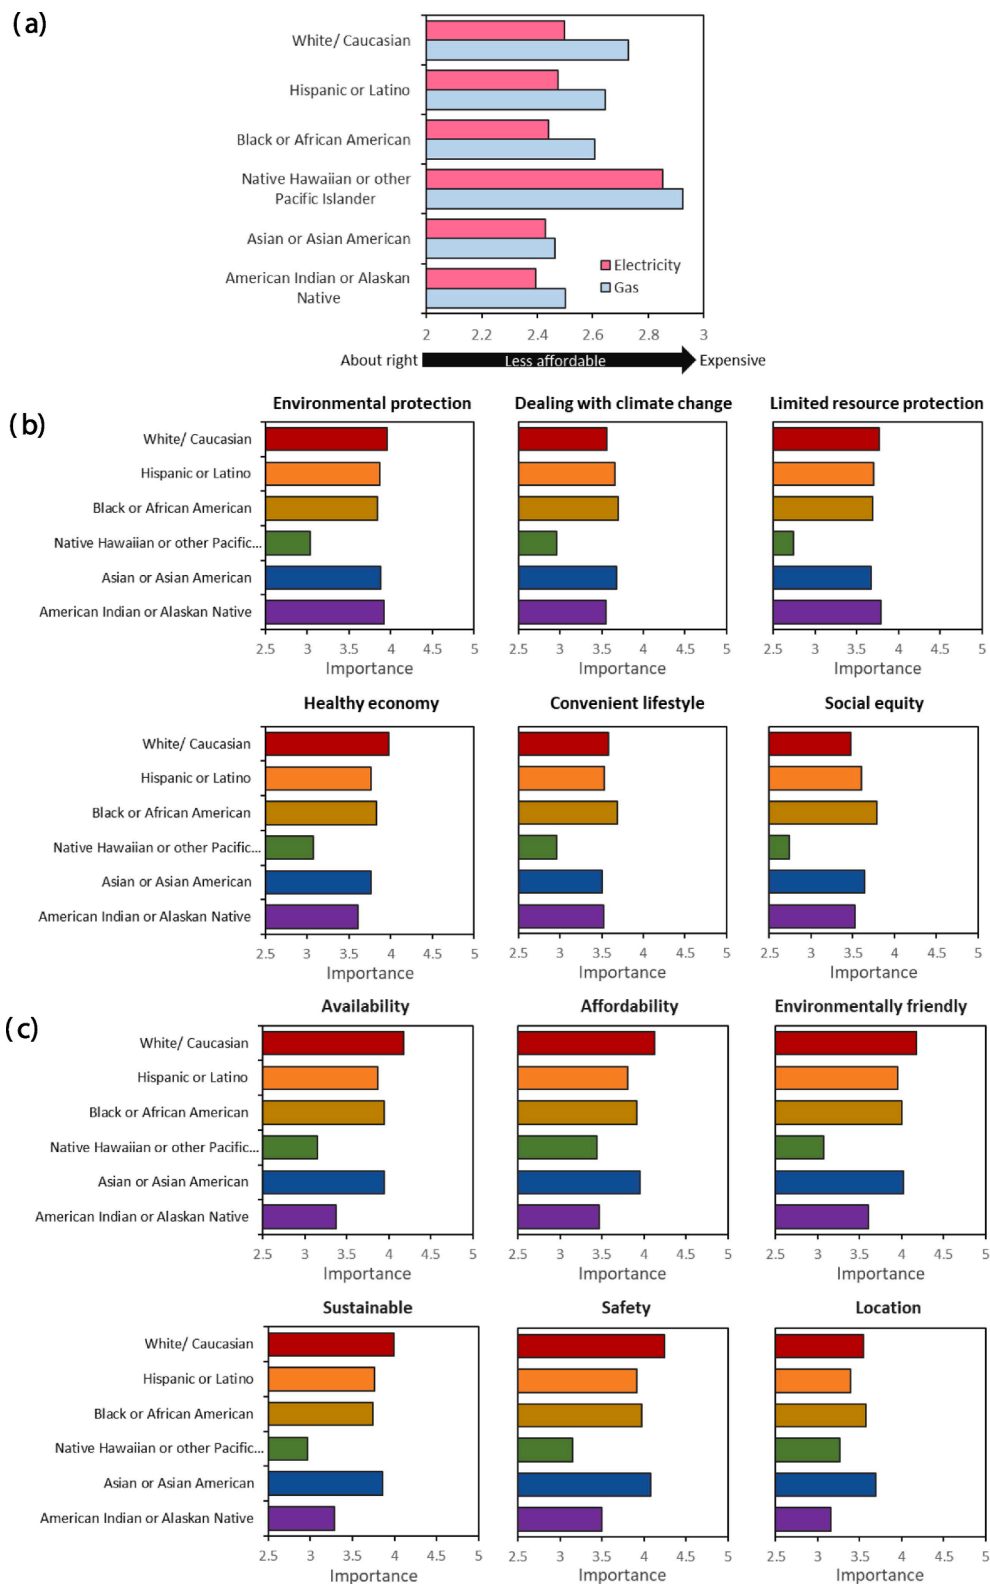 (a)
White/ Caucasian
Hispanic or Latino
Black or African American
Native Hawaiian or other
Pacific Islander
Asian or Asian American
American Indian or Alaskan
Native
Electricity
Gas
2 2.2 2.4 2.6 2.8 3
About right Less affordable Expensive
(b)
Environmental protection Dealing with climate change Limited resource protection
White/ Caucasian
Hispanic or Latino
Black or African American
Native Hawaiian or other Pacific...
Asian or Asian American
American Indian or Alaskan Native
2.5 3 3.5 4 4.5 5 2.5 3 3.5 4 4.5 5 2.5 3 3.5 4 4.5 5
Importance Importance Importance
Healthy economy Convenient lifestyle Social equity
White/ Caucasian
Hispanic or Latino
Black or African American
Native Hawaiian or other Pacific...
Asian or Asian American
American Indian or Alaskan Native
2.5 3 3.5 4 4.5 5 2.5 3 3.5 4 4.5 5 2.5 3 3.5 4 4.5 5
Importance Importance Importance
(c)
Availability Affordability Environmentally friendly
White/ Caucasian
Hispanic or Latino
Black or African American
Native Hawaiian or other Pacific...
Asian or Asian American
American Indian or Alaskan Native
2.5 3 3.5 4 4.5 5 2.5 3 3.5 4 4.5 5 2.5 3 3.5 4 4.5 5
Importance Importance Importance
Sustainable Safety Location
White/ Caucasian
Hispanic or Latino
Black or African American
Native Hawaiian or other Pacific...
Asian or Asian American
American Indian or Alaskan Native
2.5 3 3.5 4 4.5 5 2.5 3 3.5 4 4.5 5 2.5 3 3.5 4 4.5 5
Importance Importance Importance